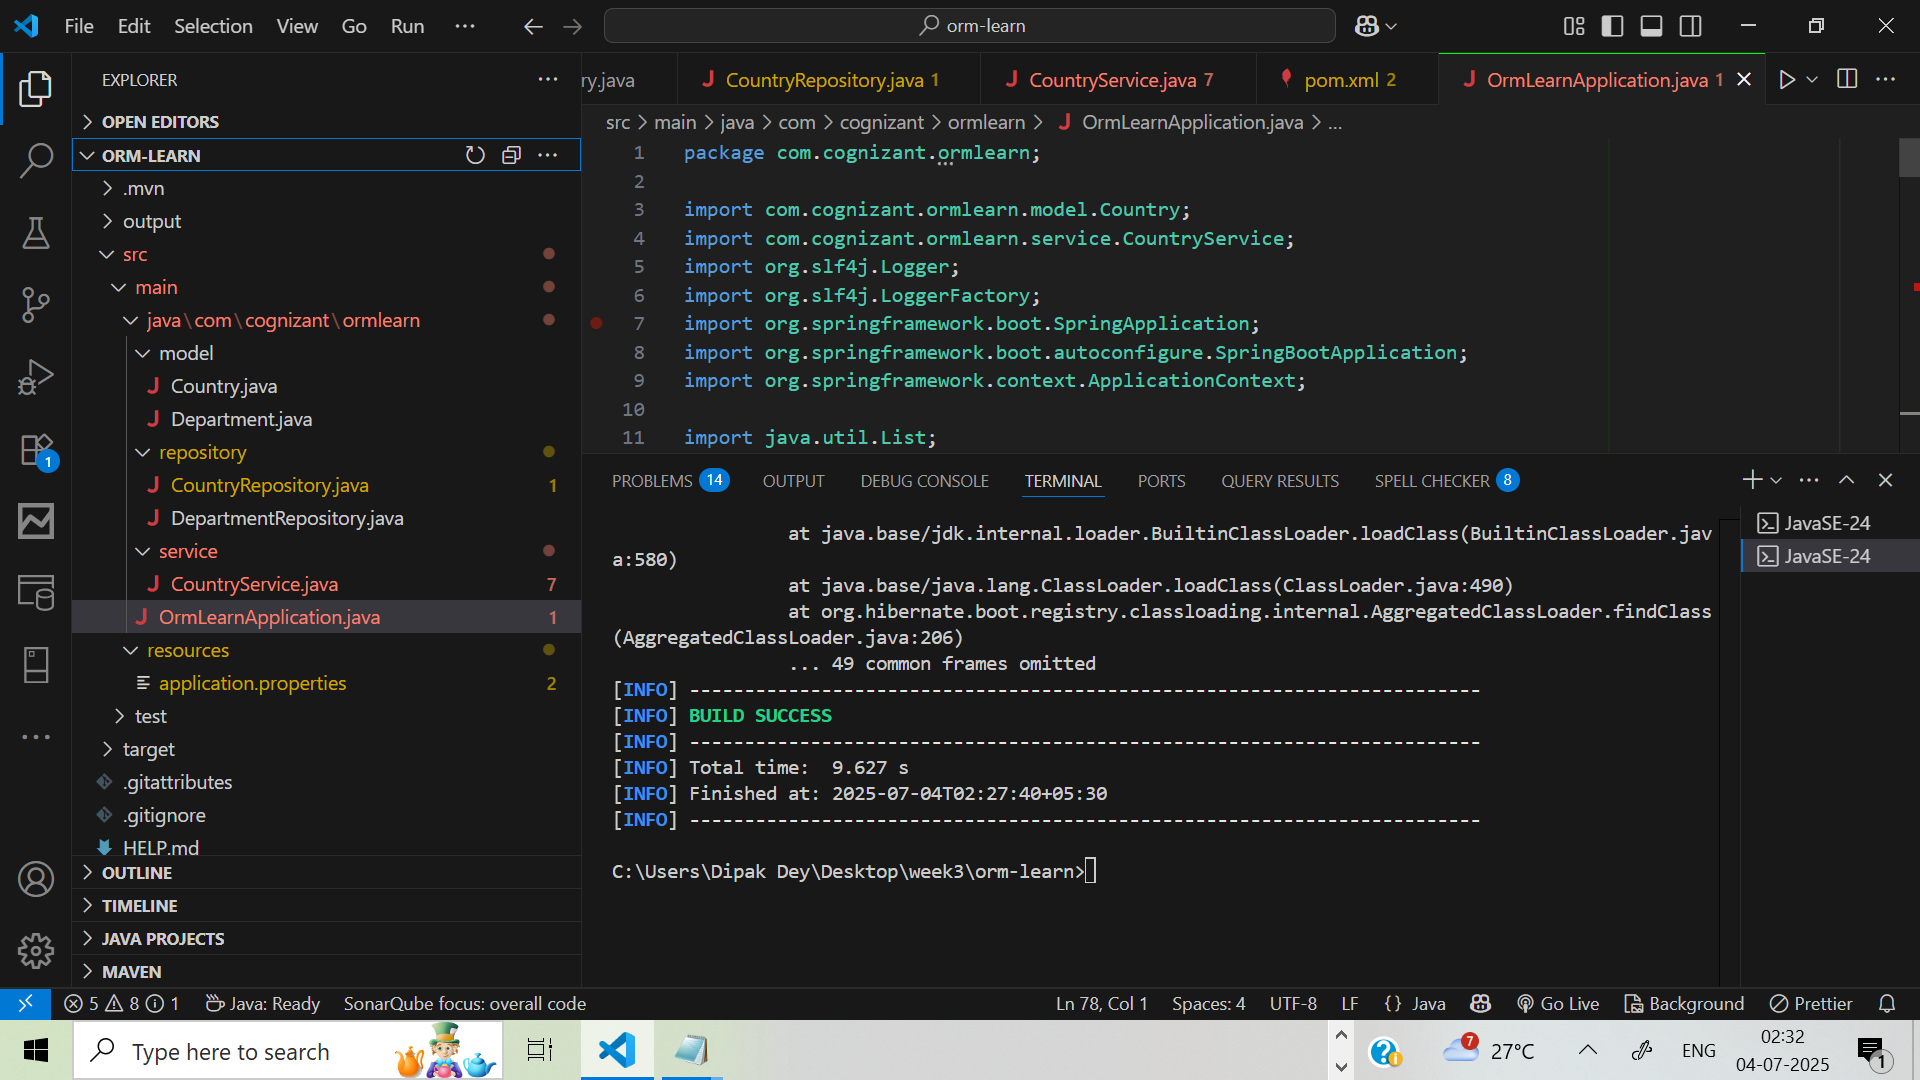 File Edit Selection View Go Run ... orm-learn
EXPLORER
OPEN EDITORS
ORM-LEARN
.mvn
output
src
main
java\com\cognizant\ormlearn
model
Country.java
Department.java
repository
CountryRepository.java 1
DepartmentRepository.java
service
CountryService.java 7
OrmLearnApplication.java 1
resources
application.properties 2
test
target
.gitattributes
.gitignore
HELP.md
OUTLINE
TIMELINE
JAVA PROJECTS
MAVEN
1
ry.java CountryRepository.java 1 CountryService.java 7 pom.xml 2 OrmLearnApplication.java 1
src > main > java > com > cognizant > ormlearn > OrmLearnApplication.java > ...
1 package com.cognizant.ormlearn;
2
3 import com.cognizant.ormlearn.model.Country;
4 import com.cognizant.ormlearn.service.CountryService;
5 import org.slf4j.Logger;
6 import org.slf4j.LoggerFactory;
7 import org.springframework.boot.SpringApplication;
8 import org.springframework.boot.autoconfigure.SpringBootApplication;
9 import org.springframework.context.ApplicationContext;
10
11 import java.util.List;
PROBLEMS 14 OUTPUT DEBUG CONSOLE TERMINAL PORTS QUERY RESULTS SPELL CHECKER 8
at java.base/jdk.internal.loader.BuiltinClassLoader.loadClass(BuiltinClassLoader.jav
a:580)
at java.base/java.lang.ClassLoader.loadClass(ClassLoader.java:490)
at org.hibernate.boot.registry.classloading.internal.AggregatedClassLoader.findClass
(AggregatedClassLoader.java:206)
... 49 common frames omitted
[INFO] ------------------------------------------------------------------------
[INFO] BUILD SUCCESS
[INFO] ------------------------------------------------------------------------
[INFO] Total time:  9.627 s
[INFO] Finished at: 2025-07-04T02:27:40+05:30
[INFO] ------------------------------------------------------------------------
C:\Users\Dipak Dey\Desktop\week3\orm-learn>
JavaSE-24
JavaSE-24
5 8 1 Java: Ready SonarQube focus: overall code Ln 78, Col 1 Spaces: 4 UTF-8 LF {} Java Go Live Background Prettier
Type here to search 7 27°C ENG 02:32
04-07-2025
1